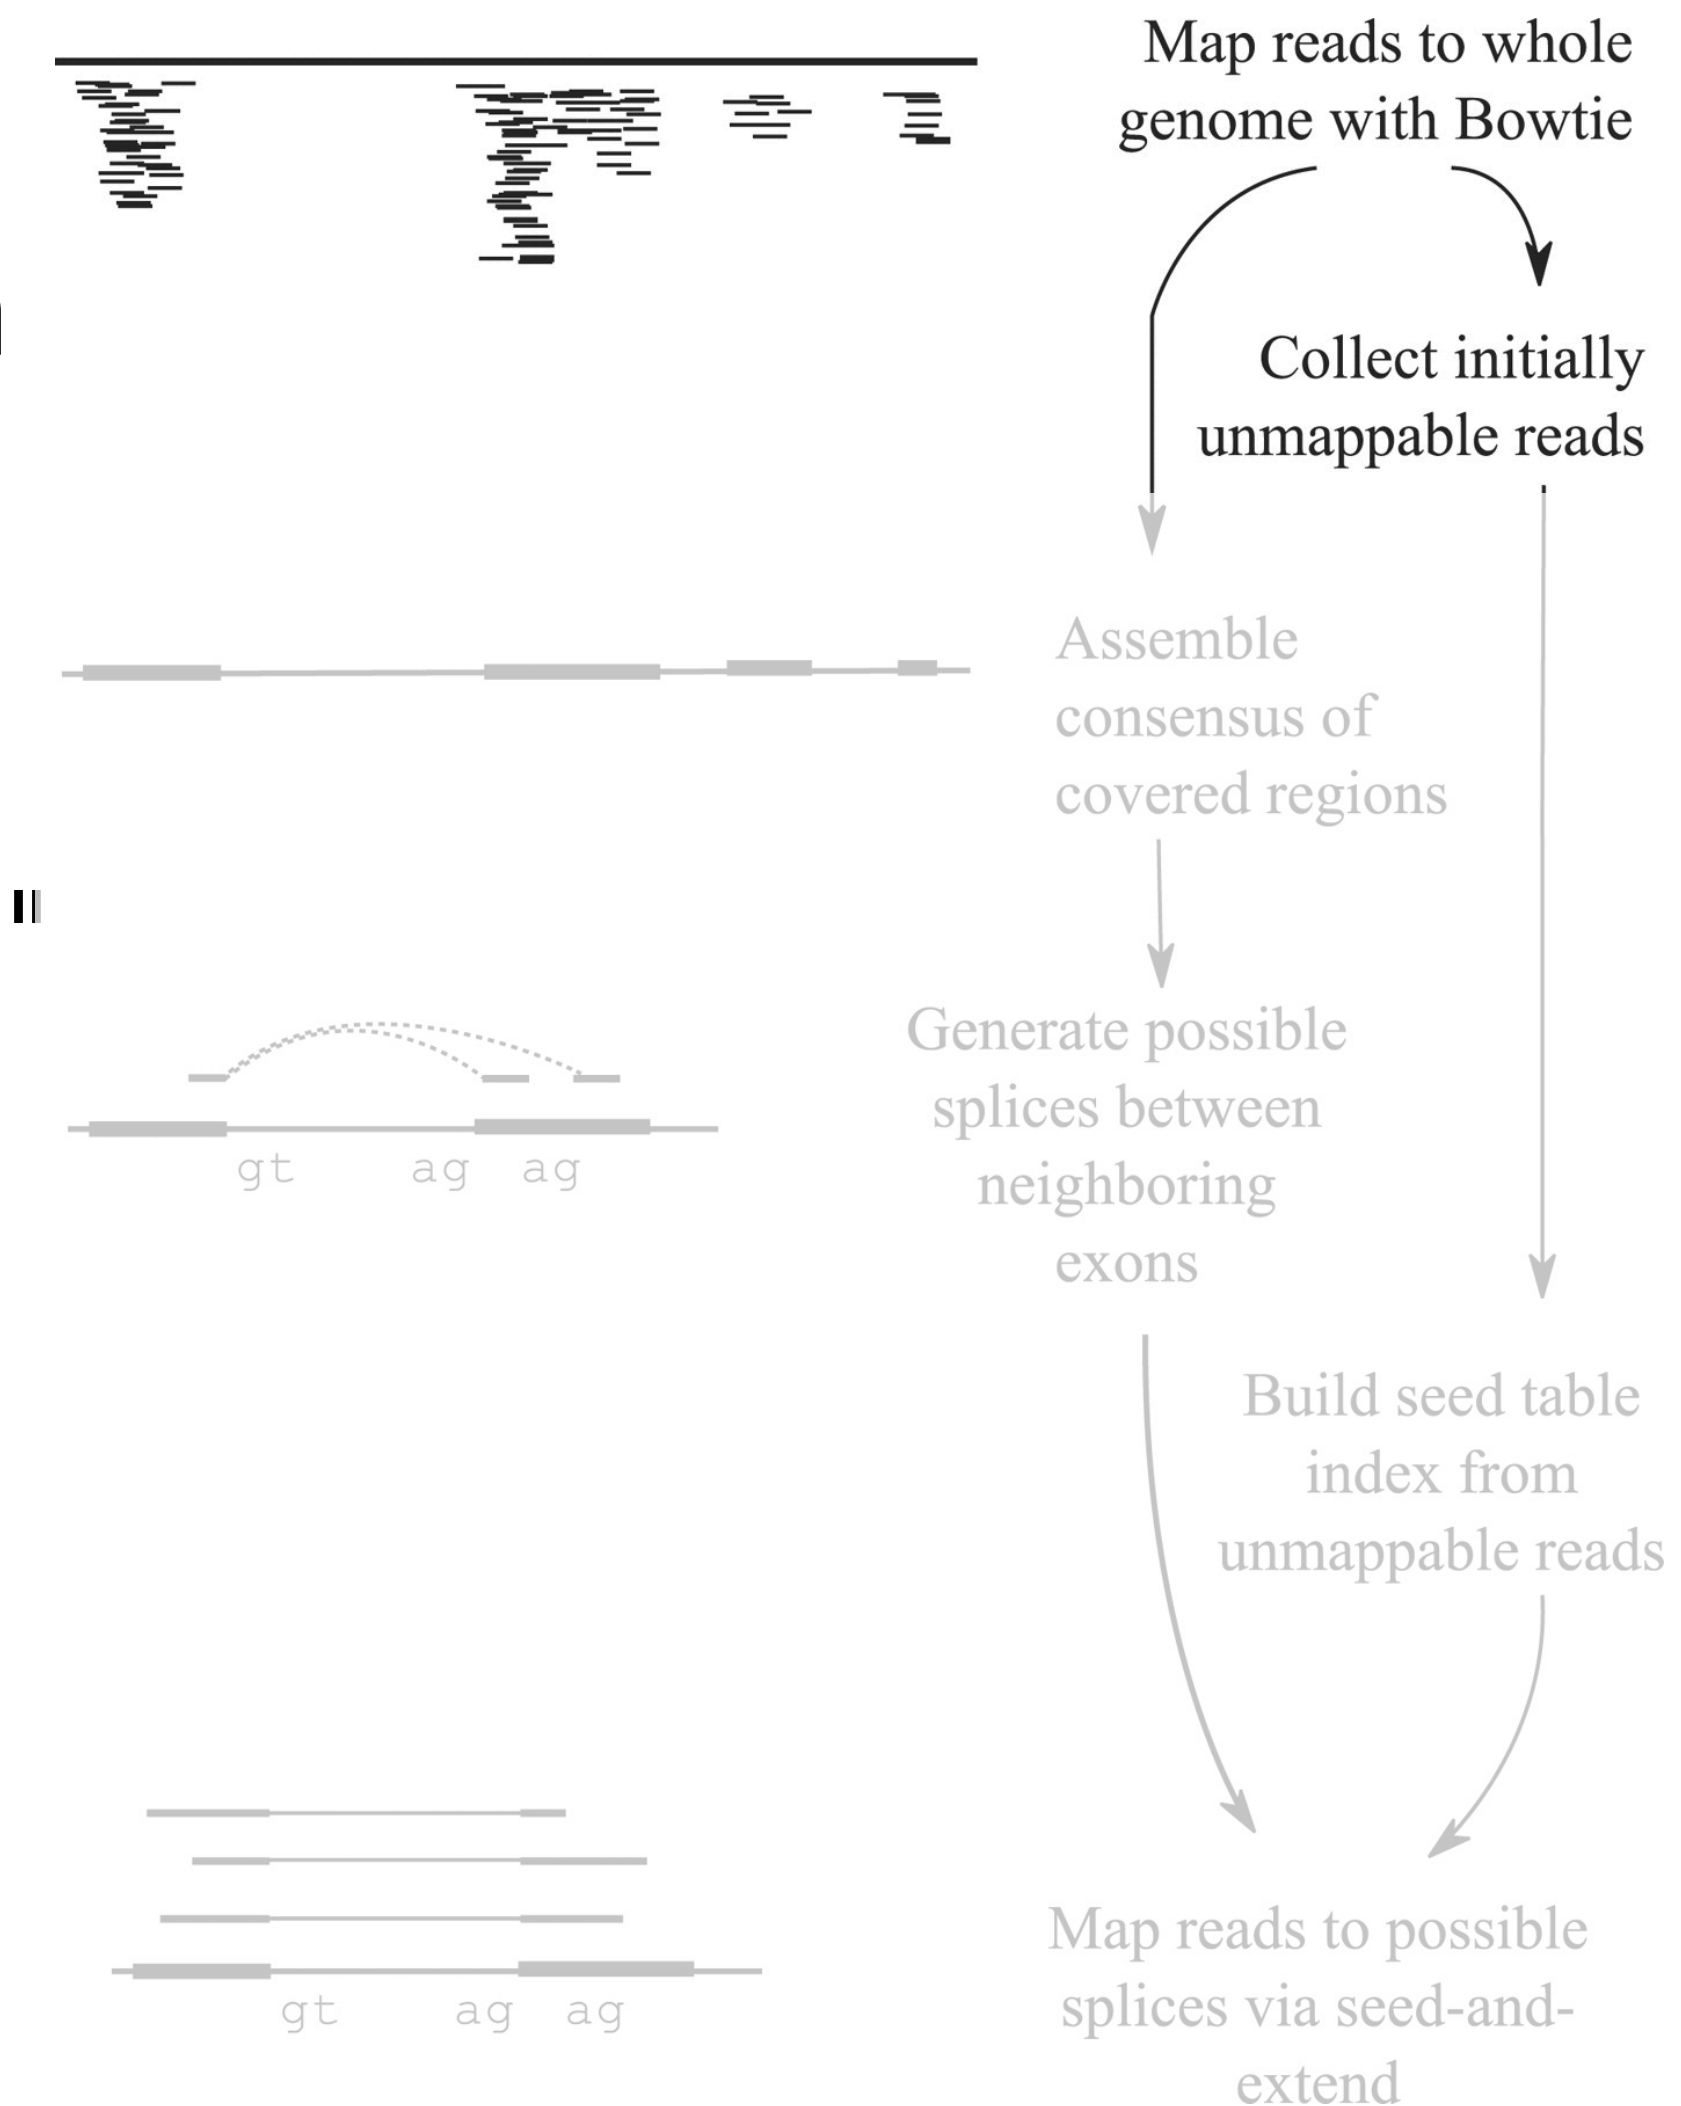 Map reads to whole
genome with Bowtie
Collect initially
unmappable reads
Assemble
consensus of
covered regions
Generate possible
splices between
neighboring
exons
gt ag ag
Build seed table
index from
unmappable reads
Map reads to possible
splices via seed-and-
extend
gt ag ag